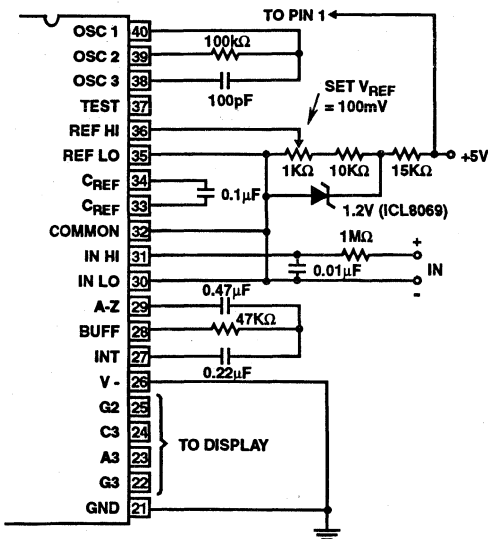 TO PIN 1
OSC 1 40
100kΩ
OSC 2 39
OSC 3 38
100pF
SET VREF
= 100mV
TEST 37
REF HI 36
REF LO 35
1KΩ 10KΩ 15KΩ
+5V
CREF 34
0.1µF
CREF 33
1.2V (ICL8069)
COMMON 32
1MΩ
+
IN HI 31
0.01µF
IN
IN LO 30
-
0.47µF
A-Z 29
47KΩ
BUFF 28
INT 27
0.22µF
V - 26
G2 25
C3 24
TO DISPLAY
A3 23
G3 22
GND 21